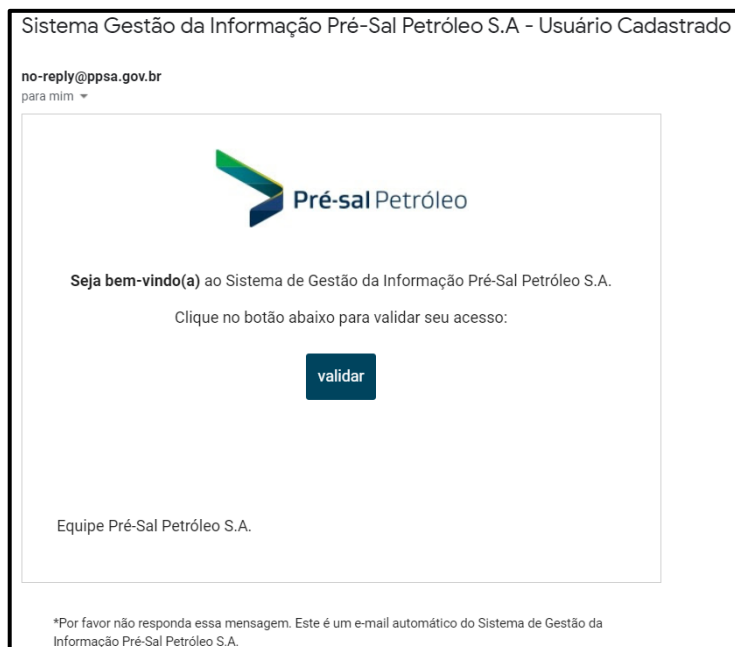 Sistema Gestão da Informação Pré-Sal Petróleo S.A - Usuário Cadastrado
no-reply@ppsa.gov.br
para mim
Pré-sal Petróleo
Seja bem-vindo(a) ao Sistema de Gestão da Informação Pré-Sal Petróleo S.A.
Clique no botão abaixo para validar seu acesso:
validar
Equipe Pré-Sal Petróleo S.A.
*Por favor não responda essa mensagem. Este é um e-mail automático do Sistema de Gestão da
Informação Pré-Sal Petróleo S.A.